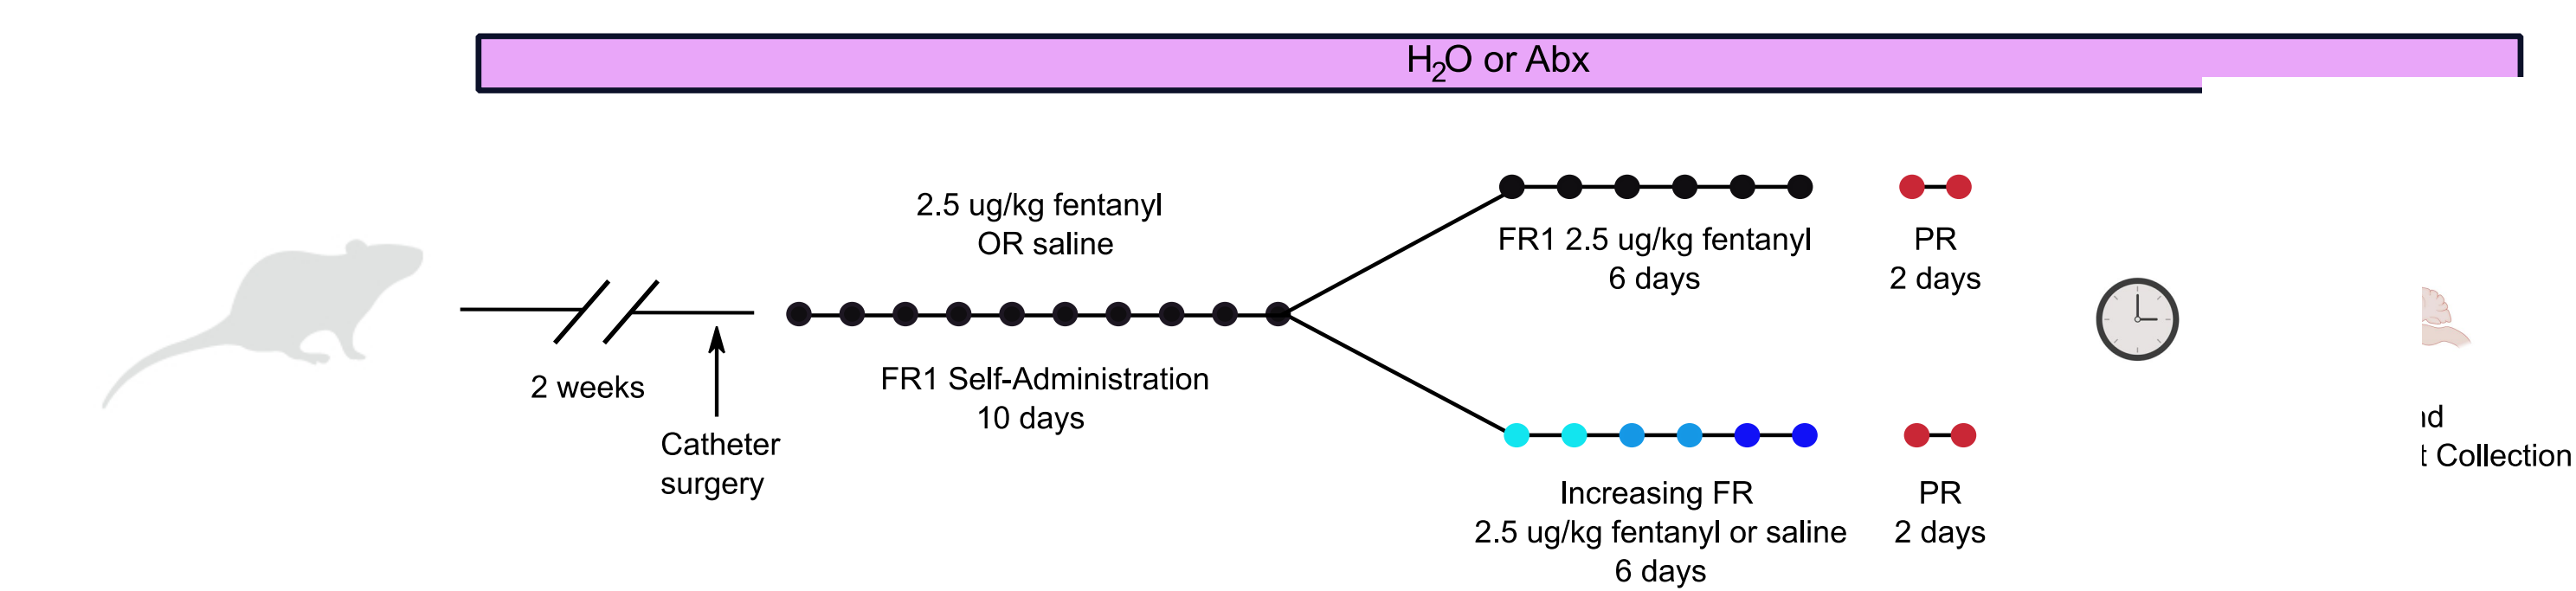 H₂O or Abx
2.5 ug/kg fentanyl
OR saline
FR1 Self-Administration
10 days
2 weeks
Catheter
surgery
FR1 2.5 ug/kg fentanyl
6 days
PR
2 days
Increasing FR
2.5 ug/kg fentanyl or saline
6 days
PR
2 days
Collection